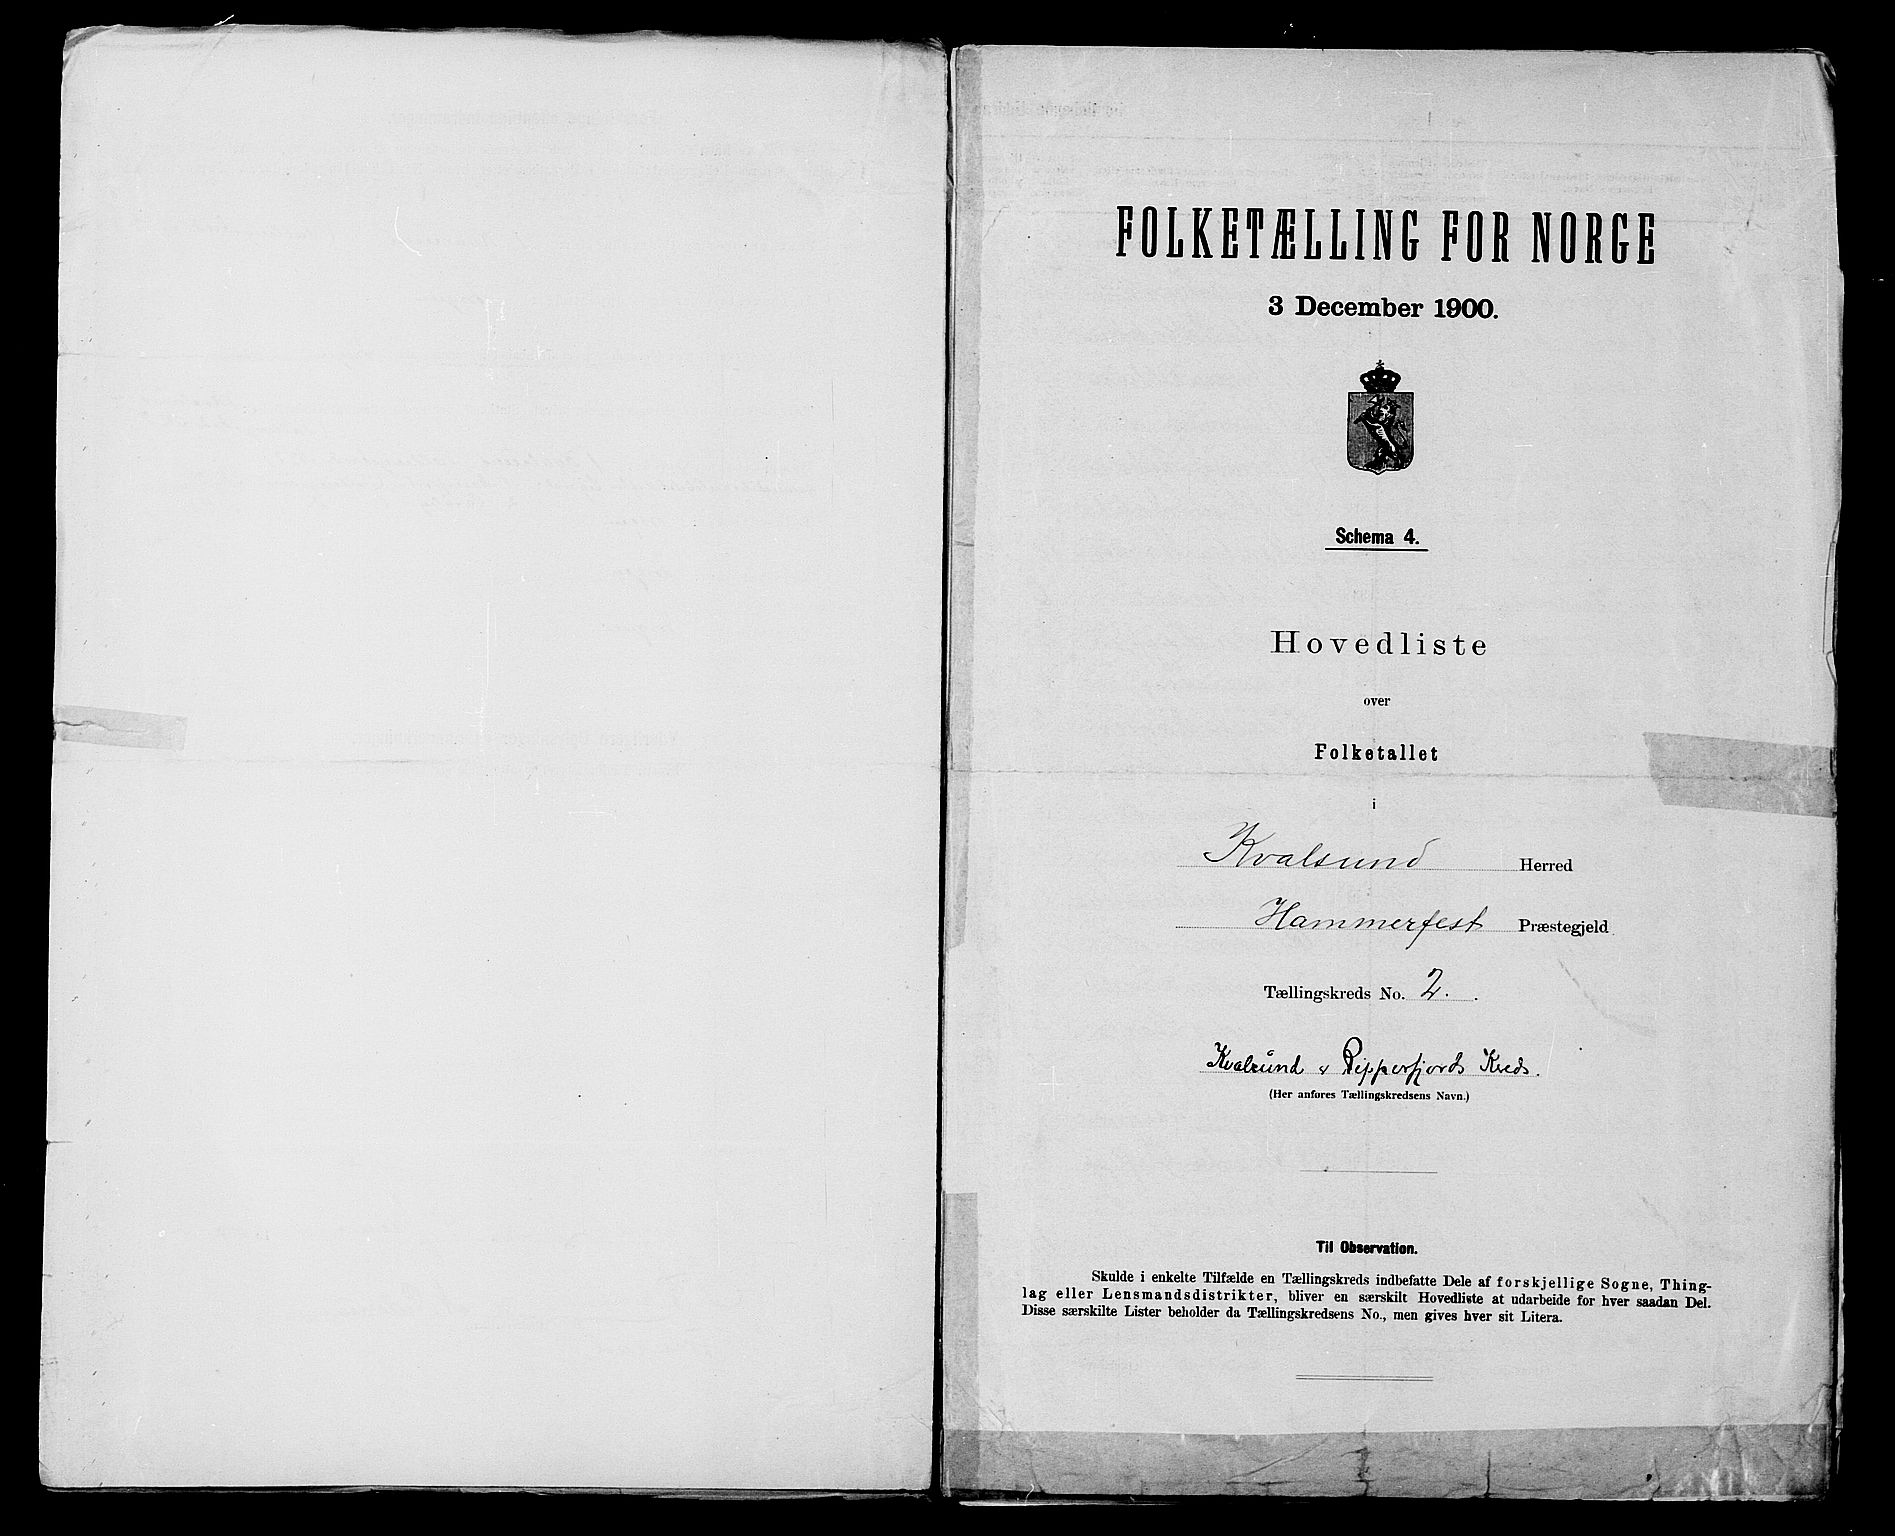 FOLKETÆLLING FOR NORGE
3 December 1900.
Schema 4.
Hovedliste
over
Folketallet
i
Kvalsund Herred
Hammerfest Præstegjeld
Tællingskreds No. 2.
Kvalsund & Repperfjords Kreds.
(Her anføres Tællingskredsens Navn.)
Til Observation.
Skulde i enkelte Tilfælde en Tællingskreds indbefatte Dele af forskjellige Sogne, Thing-
lag eller Lensmandsdistrikter, bliver en særskilt Hovedliste at udarbeide for hver saadan Del.
Disse særskilte Lister beholder da Tællingskredsens No., men gives hver sit Litera.